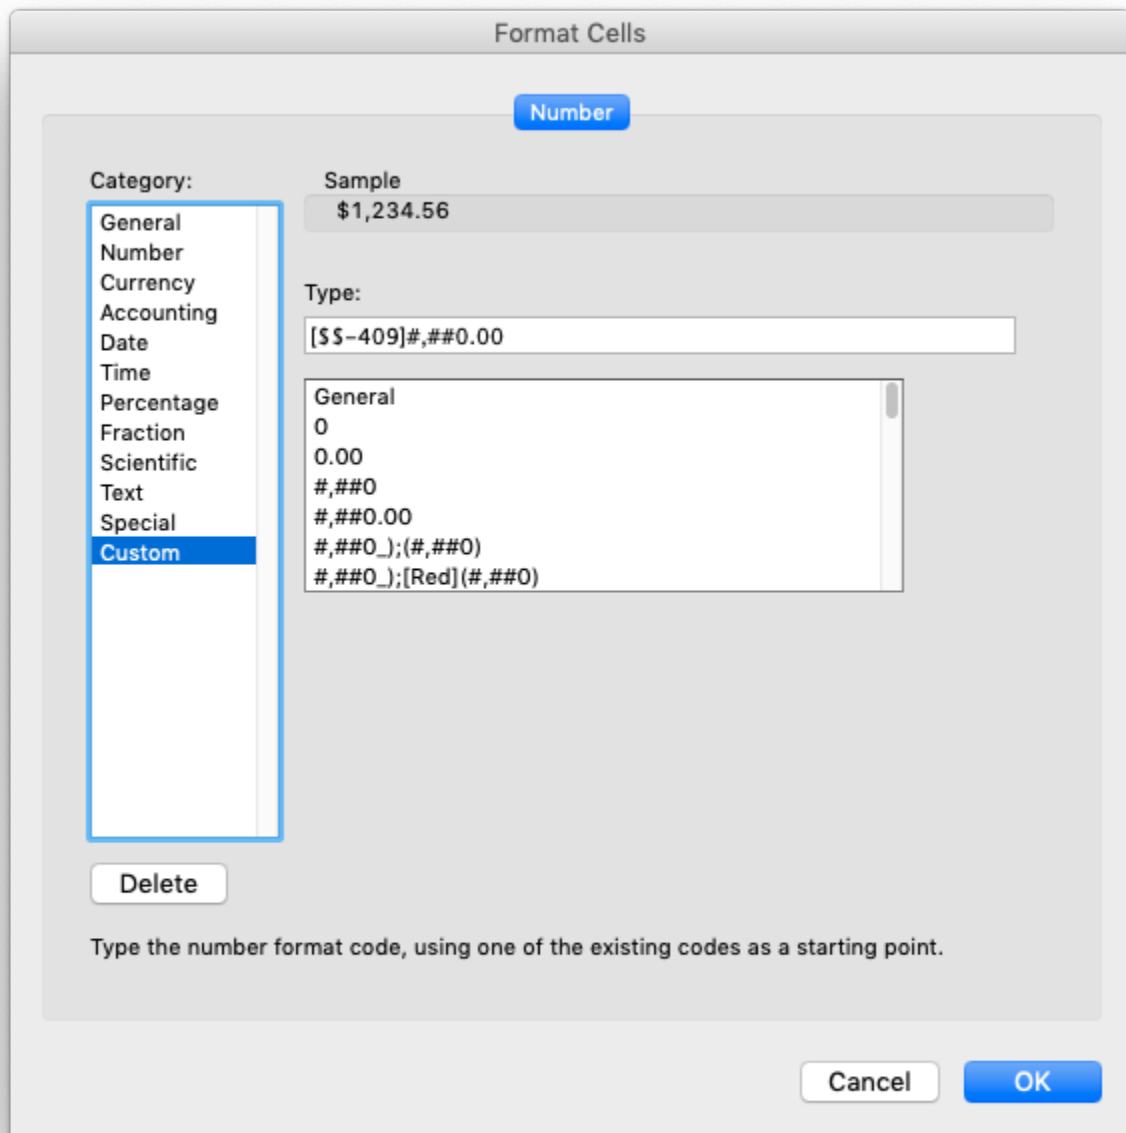 Format Cells
Number
Category:
General
Number
Currency
Accounting
Date
Time
Percentage
Fraction
Scientific
Text
Special
Custom
Sample
$1,234.56
Type:
[$$-409]#,##0.00
General
0
0.00
#,##0
#,##0.00
#,##0_);(#,##0)
#,##0_);[Red](#,##0)
Delete
Type the number format code, using one of the existing codes as a starting point.
Cancel
OK